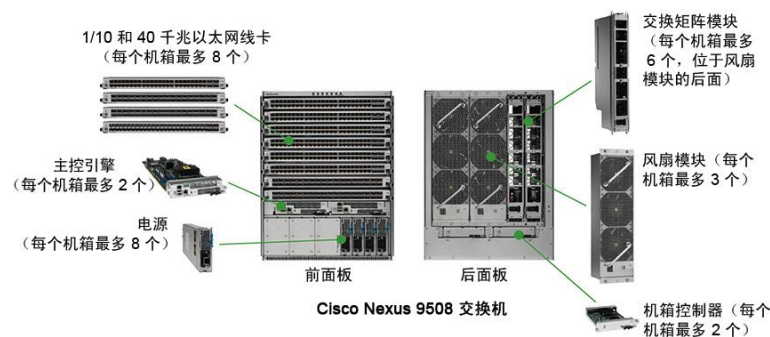 1/10 和 40 千兆以太网线卡
（每个机箱最多 8 个）
主控引擎
（每个机箱最多 2 个）
电源
（每个机箱最多 8 个）
前面板
后面板
Cisco Nexus 9508 交换机
交换矩阵模块
（每个机箱最多
6 个，位于风扇
模块的后面）
风扇模块（每个
机箱最多 3 个）
机箱控制器（每个
机箱最多 2 个）